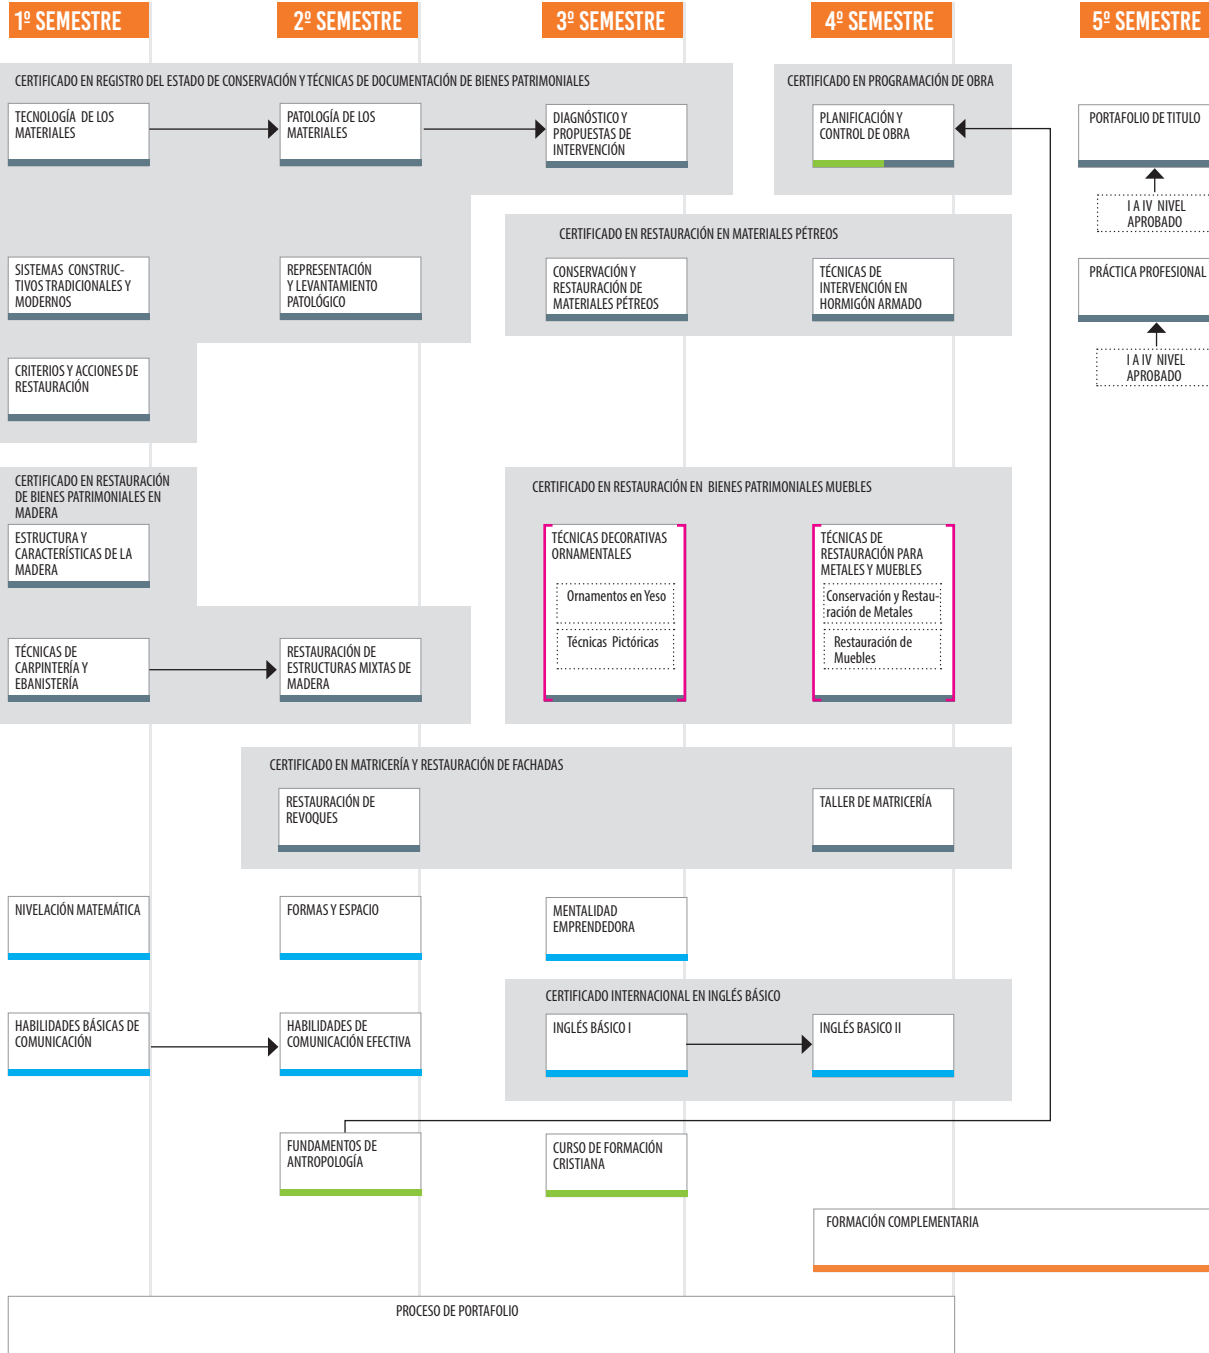 1º SEMESTRE
2º SEMESTRE
3º SEMESTRE
4º SEMESTRE
5º SEMESTRE
CERTIFICADO EN REGISTRO DEL ESTADO DE CONSERVACIÓN Y TÉCNICAS DE DOCUMENTACIÓN DE BIENES PATRIMONIALES
CERTIFICADO EN PROGRAMACIÓN DE OBRA
TECNOLOGÍA DE LOS
MATERIALES
PATOLOGÍA DE LOS
MATERIALES
DIAGNÓSTICO Y
PROPUESTAS DE
INTERVENCIÓN
PLANIFICACIÓN Y
CONTROL DE OBRA
PORTAFOLIO DE TITULO
I A IV NIVEL
APROBADO
CERTIFICADO EN RESTAURACIÓN EN MATERIALES PÉTREOS
SISTEMAS CONSTRUC-
TIVOS TRADICIONALES Y
MODERNOS
REPRESENTACIÓN
Y LEVANTAMIENTO
PATOLÓGICO
CONSERVACIÓN Y
RESTAURACIÓN DE
MATERIALES PÉTREOS
TÉCNICAS DE
INTERVENCIÓN EN
HORMIGÓN ARMADO
PRÁCTICA PROFESIONAL
I A IV NIVEL
APROBADO
CRITERIOS Y ACCIONES DE
RESTAURACIÓN
CERTIFICADO EN RESTAURACIÓN
DE BIENES PATRIMONIALES EN
MADERA
CERTIFICADO EN RESTAURACIÓN EN BIENES PATRIMONIALES MUEBLES
ESTRUCTURA Y
CARACTERÍSTICAS DE LA
MADERA
TÉCNICAS DECORATIVAS
ORNAMENTALES
Ornamentos en Yeso
Técnicas Pictóricas
TÉCNICAS DE
RESTAURACIÓN PARA
METALES Y MUEBLES
Conservación y Restau-
ración de Metales
Restauración de
Muebles
TÉCNICAS DE
CARPINTERÍA Y
EBANISTERÍA
RESTAURACIÓN DE
ESTRUCTURAS MIXTAS DE
MADERA
CERTIFICADO EN MATRICERÍA Y RESTAURACIÓN DE FACHADAS
RESTAURACIÓN DE
REVOQUES
TALLER DE MATRICERÍA
NIVELACIÓN MATEMÁTICA
FORMAS Y ESPACIO
MENTALIDAD
EMPRENDEDORA
CERTIFICADO INTERNACIONAL EN INGLÉS BÁSICO
HABILIDADES BÁSICAS DE
COMUNICACIÓN
HABILIDADES DE
COMUNICACIÓN EFECTIVA
INGLÉS BÁSICO I
INGLÉS BASICO II
FUNDAMENTOS DE
ANTROPOLOGÍA
CURSO DE FORMACIÓN
CRISTIANA
FORMACIÓN COMPLEMENTARIA
PROCESO DE PORTAFOLIO